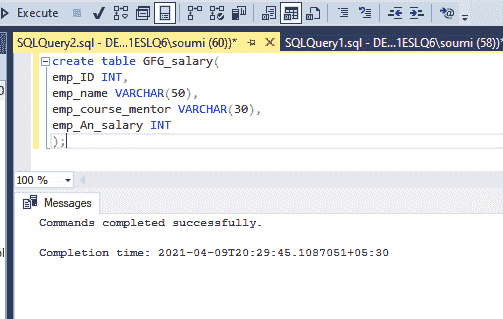 Execute
SQLQuery2.sql - DE...1ESLQ6\soumi (60))*
SQLQuery1.sql - DE...1ESLQ6\soumi (58))*
create table GFG_salary(
emp_ID INT,
emp_name VARCHAR(50),
emp_course_mentor VARCHAR(30),
emp_An_salary INT
);
100 %
Messages
Commands completed successfully.
Completion time: 2021-04-09T20:29:45.1087051+05:30